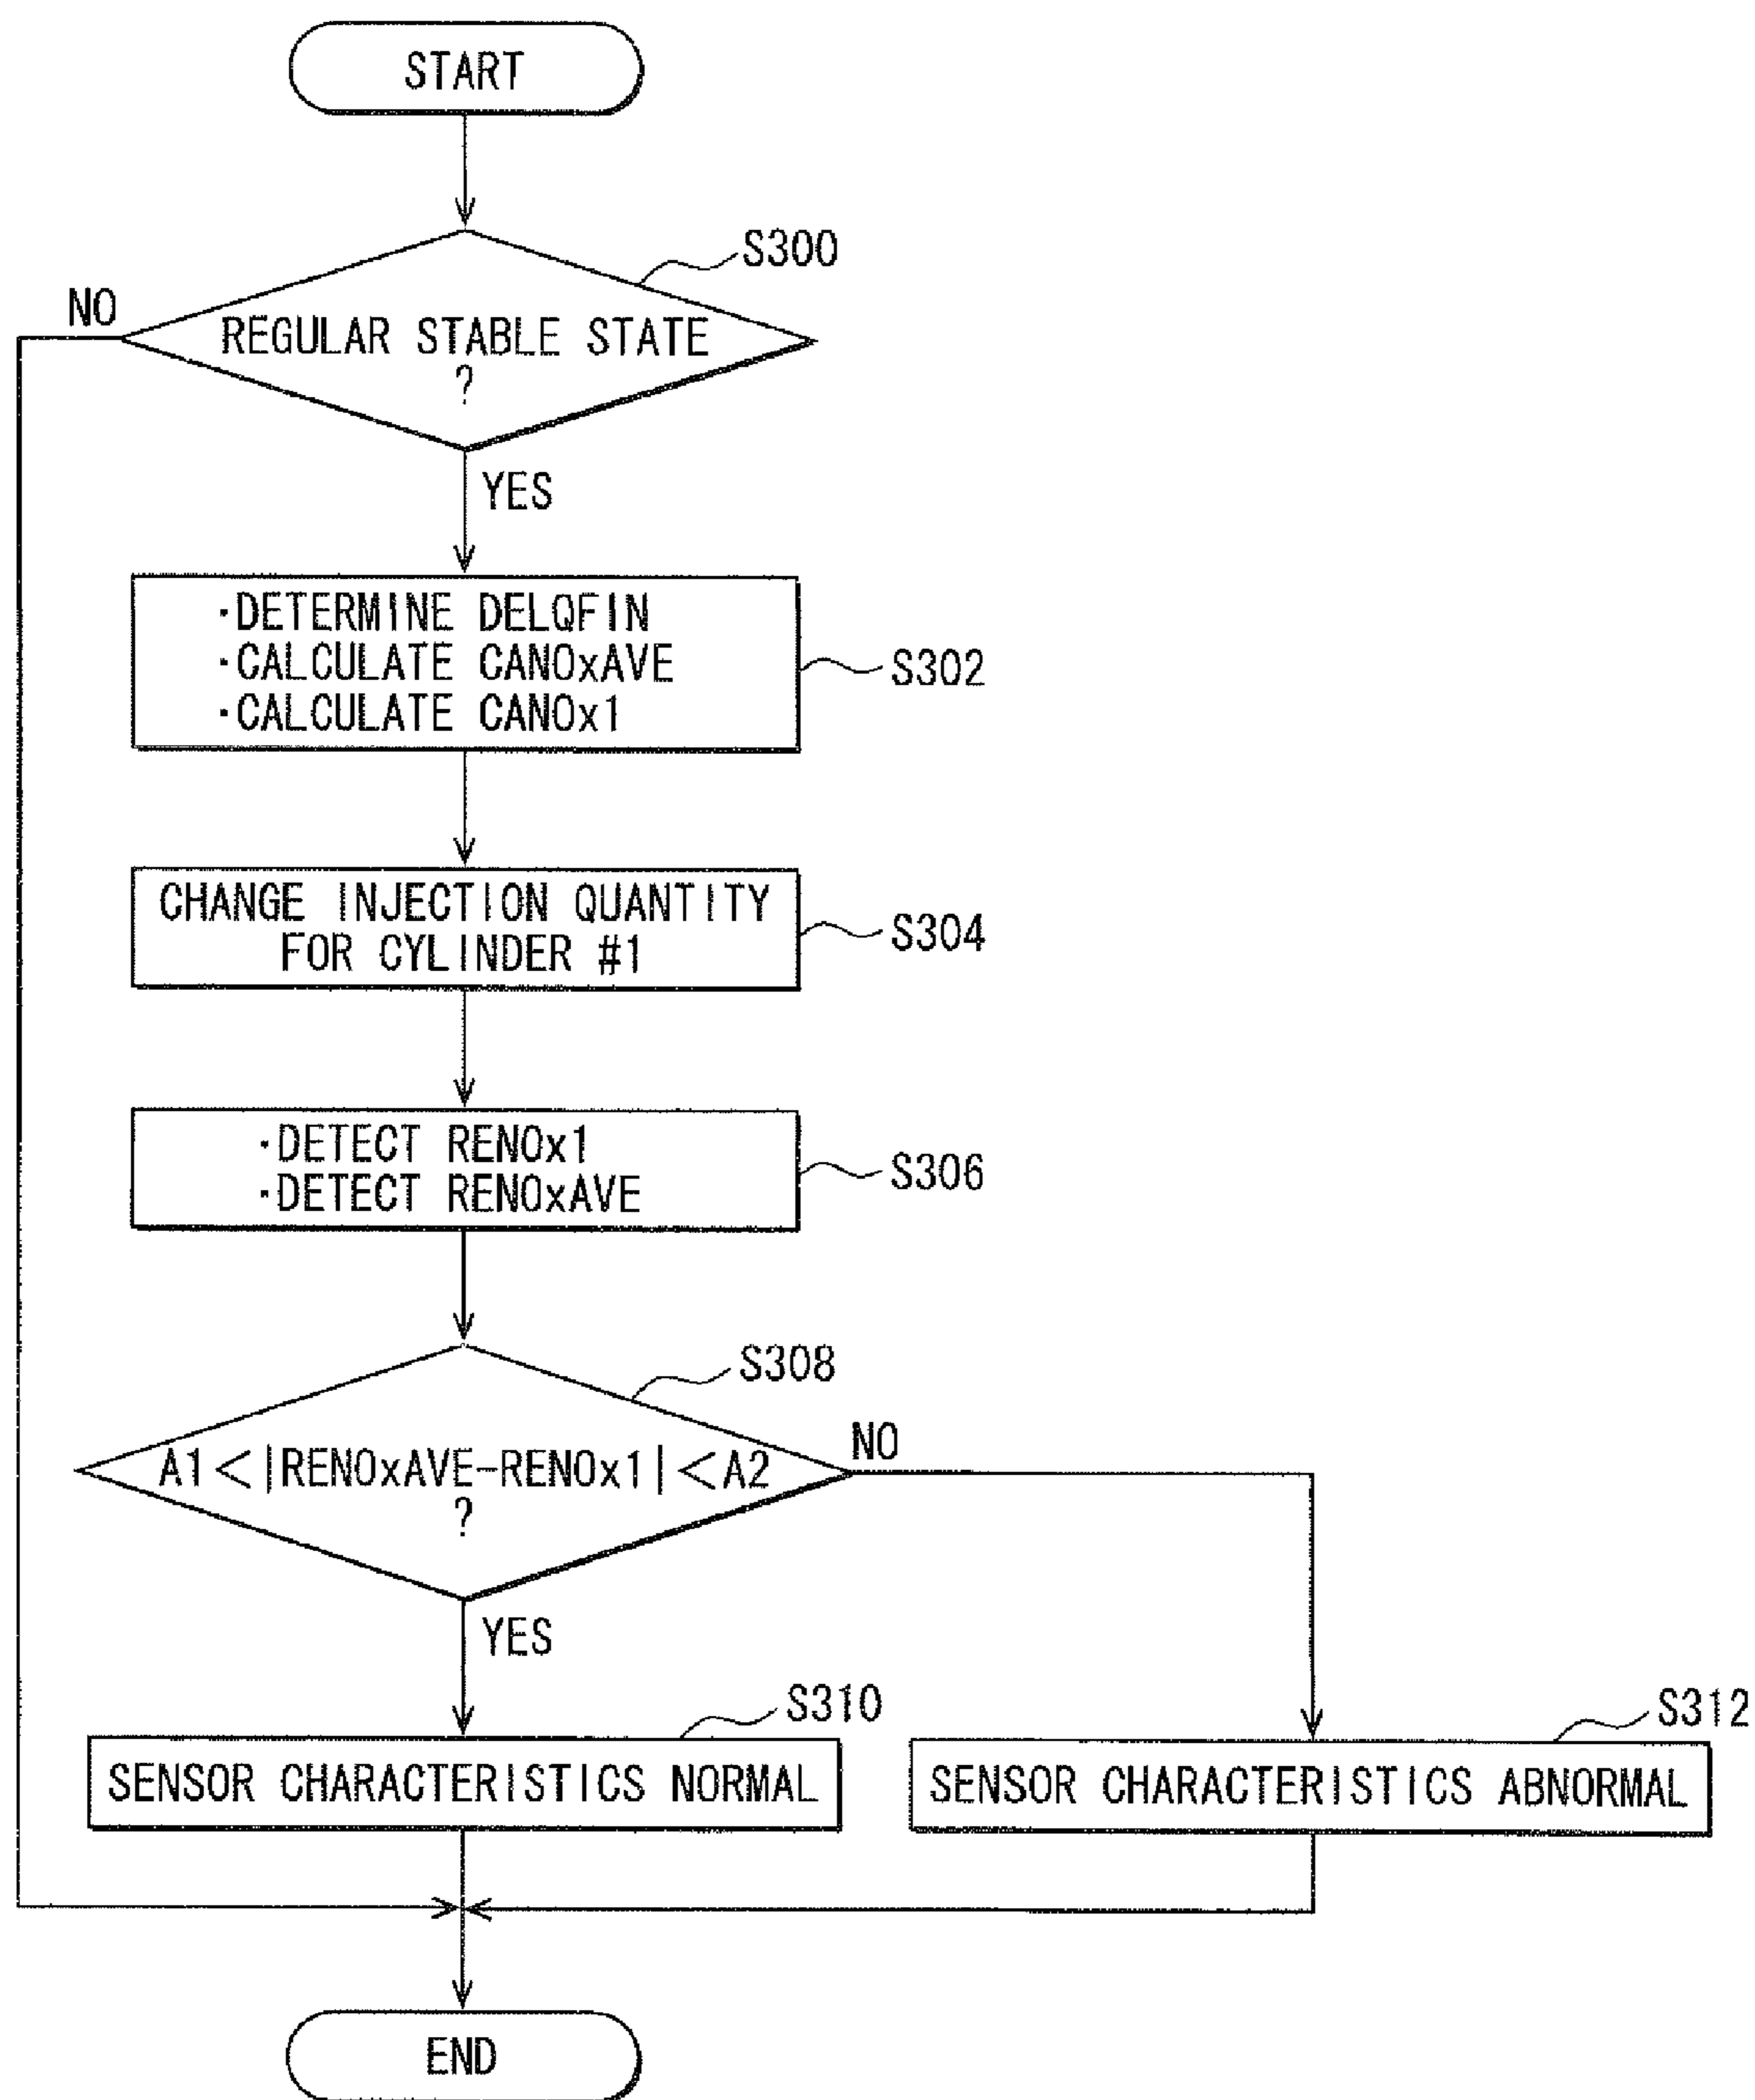 START
S300
NO
REGULAR STABLE STATE
?
YES
·DETERMINE DELQFIN
·CALCULATE CANOxAVE
·CALCULATE CANOx1
S302
CHANGE INJECTION QUANTITY
FOR CYLINDER #1
S304
·DETECT RENOx1
·DETECT RENOxAVE
S306
S308
A1<|RENOxAVE-RENOx1|<A2
?
NO
YES
S310
S312
SENSOR CHARACTERISTICS NORMAL
SENSOR CHARACTERISTICS ABNORMAL
END